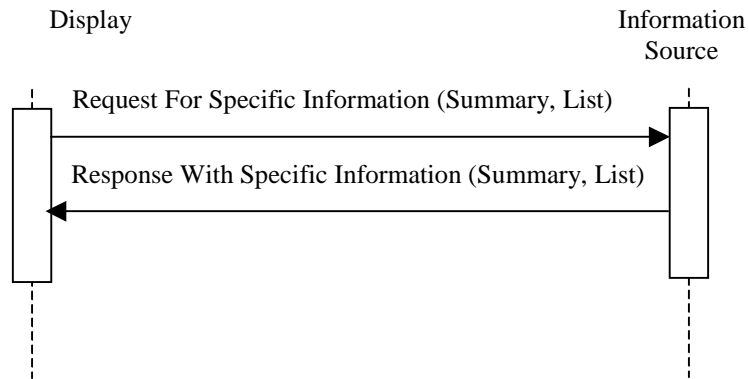 Display
Information
Source
Request For Specific Information (Summary, List)
Response With Specific Information (Summary, List)